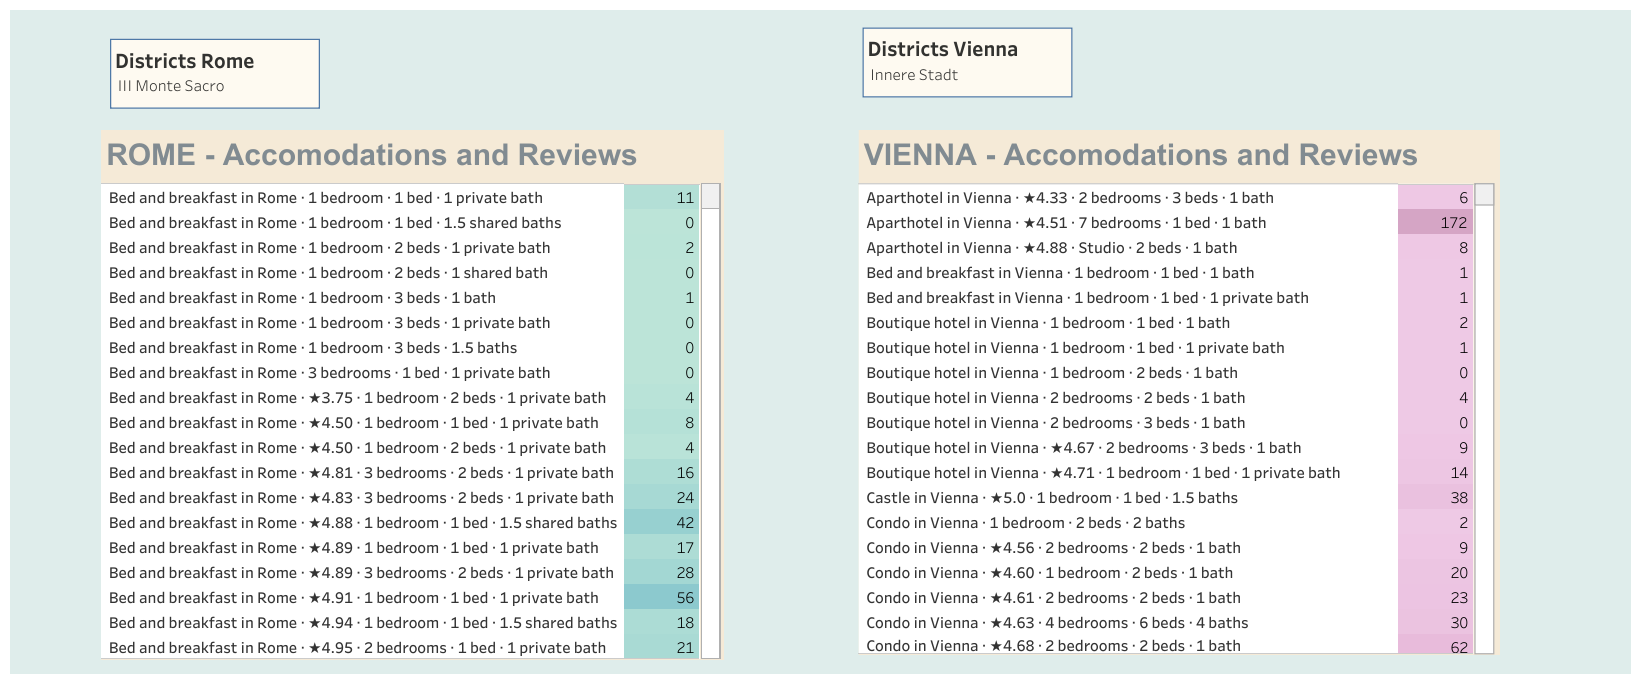 Districts Rome
III Monte Sacro
Districts Vienna
Innere Stadt
ROME - Accomodations and Reviews
Bed and breakfast in Rome · 1 bedroom · 1 bed · 1 private bath 11
Bed and breakfast in Rome · 1 bedroom · 1 bed · 1.5 shared baths 0
Bed and breakfast in Rome · 1 bedroom · 2 beds · 1 private bath 2
Bed and breakfast in Rome · 1 bedroom · 2 beds · 1 shared bath 0
Bed and breakfast in Rome · 1 bedroom · 3 beds · 1 bath 1
Bed and breakfast in Rome · 1 bedroom · 3 beds · 1 private bath 0
Bed and breakfast in Rome · 1 bedroom · 3 beds · 1.5 baths 0
Bed and breakfast in Rome · 3 bedrooms · 1 bed · 1 private bath 0
Bed and breakfast in Rome · ★3.75 · 1 bedroom · 2 beds · 1 private bath 4
Bed and breakfast in Rome · ★4.50 · 1 bedroom · 1 bed · 1 private bath 8
Bed and breakfast in Rome · ★4.50 · 1 bedroom · 2 beds · 1 private bath 4
Bed and breakfast in Rome · ★4.81 · 3 bedrooms · 2 beds · 1 private bath 16
Bed and breakfast in Rome · ★4.83 · 3 bedrooms · 2 beds · 1 private bath 24
Bed and breakfast in Rome · ★4.88 · 1 bedroom · 1 bed · 1.5 shared baths 42
Bed and breakfast in Rome · ★4.89 · 1 bedroom · 1 bed · 1 private bath 17
Bed and breakfast in Rome · ★4.89 · 3 bedrooms · 2 beds · 1 private bath 28
Bed and breakfast in Rome · ★4.91 · 1 bedroom · 1 bed · 1 private bath 56
Bed and breakfast in Rome · ★4.94 · 1 bedroom · 1 bed · 1.5 shared baths 18
Bed and breakfast in Rome · ★4.95 · 2 bedrooms · 1 bed · 1 private bath 21
VIENNA - Accomodations and Reviews
Aparthotel in Vienna · ★4.33 · 2 bedrooms · 3 beds · 1 bath 6
Aparthotel in Vienna · ★4.51 · 7 bedrooms · 1 bed · 1 bath 172
Aparthotel in Vienna · ★4.88 · Studio · 2 beds · 1 bath 8
Bed and breakfast in Vienna · 1 bedroom · 1 bed · 1 bath 1
Bed and breakfast in Vienna · 1 bedroom · 1 bed · 1 private bath 1
Boutique hotel in Vienna · 1 bedroom · 1 bed · 1 bath 2
Boutique hotel in Vienna · 1 bedroom · 1 bed · 1 private bath 1
Boutique hotel in Vienna · 1 bedroom · 2 beds · 1 bath 0
Boutique hotel in Vienna · 2 bedrooms · 2 beds · 1 bath 4
Boutique hotel in Vienna · 2 bedrooms · 3 beds · 1 bath 0
Boutique hotel in Vienna · ★4.67 · 2 bedrooms · 3 beds · 1 bath 9
Boutique hotel in Vienna · ★4.71 · 1 bedroom · 1 bed · 1 private bath 14
Castle in Vienna · ★5.0 · 1 bedroom · 1 bed · 1.5 baths 38
Condo in Vienna · 1 bedroom · 2 beds · 2 baths 2
Condo in Vienna · ★4.56 · 2 bedrooms · 2 beds · 1 bath 9
Condo in Vienna · ★4.60 · 1 bedroom · 2 beds · 1 bath 20
Condo in Vienna · ★4.61 · 2 bedrooms · 2 beds · 1 bath 23
Condo in Vienna · ★4.63 · 4 bedrooms · 6 beds · 4 baths 30
Condo in Vienna · ★4.68 · 2 bedrooms · 2 beds · 1 bath 62